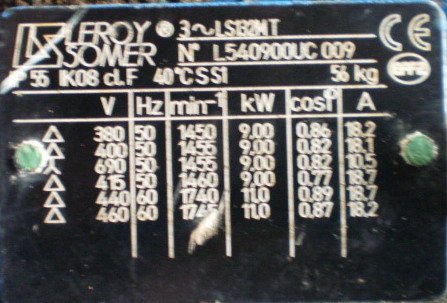 LEROY SOMER® 3~LS132MT
N° L540900UC 009
IP 55 IK08 cl.F 40°C S S1 56 kg
V Hz min-1 kW cosf A
△ 380 50 1450 9,00 0.86 18.2
△ 400 50 1455 9,00 0.82 18.1
Y 690 50 1455 9,00 0.82 10.5
△ 415 50 1460 9,00 0.77 18.7
△ 440 60 1740 11,0 0.89 18.7
△ 460 60 1745 11,0 0.87 18.2
CE